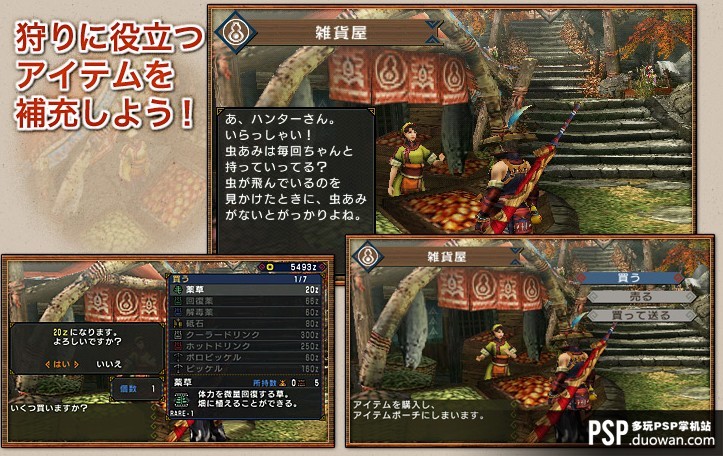 狩りに役立つ
アイテムを
補充しよう！
雑貨屋
あ、ハンターさん。
いらっしゃい！
虫あみは毎回ちゃんと
持っていってる？
虫が飛んでいるのを
見かけたときに、虫あみ
がないとがっかりよね。
5493z
買う 1/7
薬草 20z
回復薬 66z
解毒薬 60z
砥石 80z
クーラードリンク 300z
ホットドリンク 250z
ボロピッケル 60z
ピッケル 160z
薬草 所持数 0 5
体力を微量回復する草。
畑に植えることができる。
RARE-1
20zになります。
よろしいですか？
はい いいえ
個数 1
いくつ買いますか？
雑貨屋
買う
売る
買って送る
アイテムを購入し、
アイテムポーチにしまいます。
PSP 多玩PSP掌机站
.duowan.com